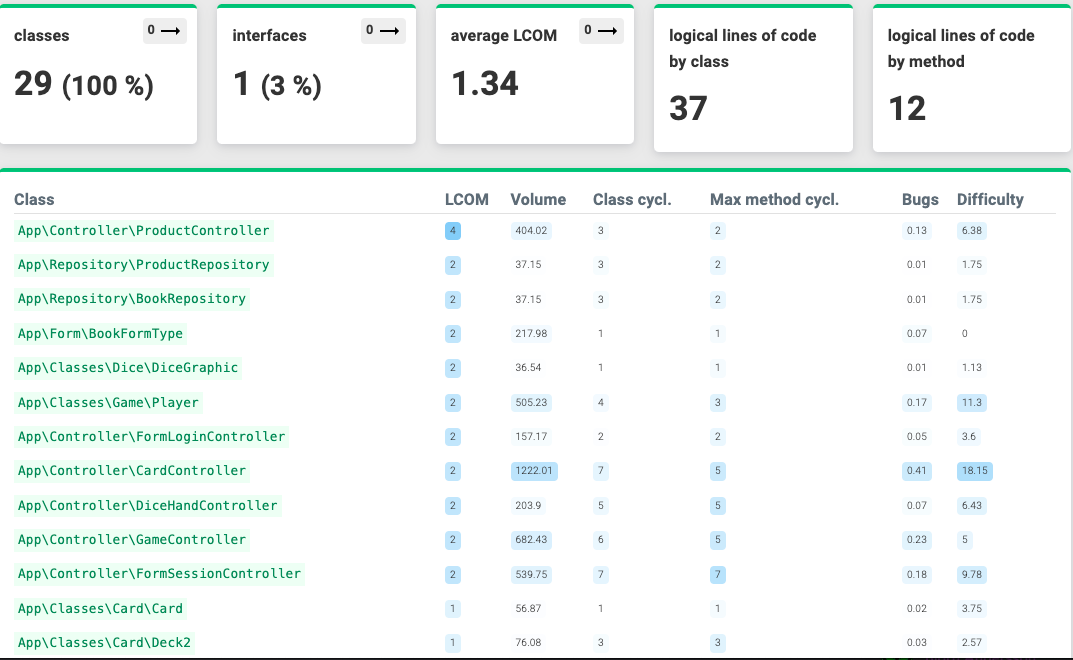 classes 0 →
29 (100 %)
interfaces 0 →
1 (3 %)
average LCOM 0 →
1.34
logical lines of code
by class
37
logical lines of code
by method
12
Class LCOM Volume Class cycl. Max method cycl. Bugs Difficulty
App\Controller\ProductController 4 404.02 3 2 0.13 6.38
App\Repository\ProductRepository 2 37.15 3 2 0.01 1.75
App\Repository\BookRepository 2 37.15 3 2 0.01 1.75
App\Form\BookFormType 2 217.98 1 1 0.07 0
App\Classes\Dice\DiceGraphic 2 36.54 1 1 0.01 1.13
App\Classes\Game\Player 2 505.23 4 3 0.17 11.3
App\Controller\FormLoginController 2 157.17 2 2 0.05 3.6
App\Controller\CardController 2 1222.01 7 5 0.41 18.15
App\Controller\DiceHandController 2 203.9 5 5 0.07 6.43
App\Controller\GameController 2 682.43 6 5 0.23 5
App\Controller\FormSessionController 2 539.75 7 7 0.18 9.78
App\Classes\Card\Card 1 56.87 1 1 0.02 3.75
App\Classes\Card\Deck2 1 76.08 3 3 0.03 2.57